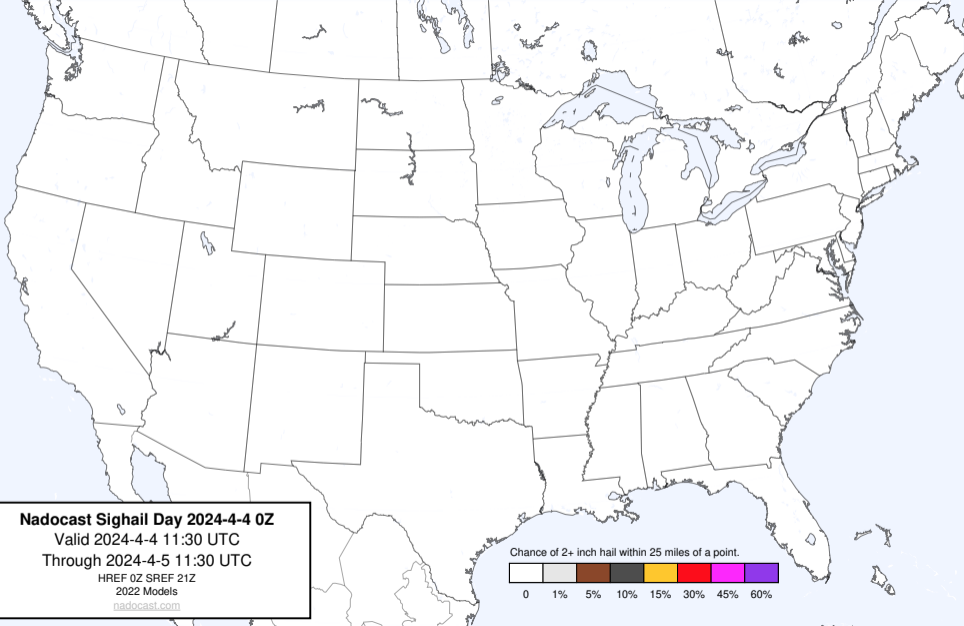 Nadocast Sighail Day 2024-4-4 0Z
Valid 2024-4-4 11:30 UTC
Through 2024-4-5 11:30 UTC
HREF 0Z SREF 21Z
2022 Models
nadocast.com
Chance of 2+ inch hail within 25 miles of a point.
0 1% 5% 10% 15% 30% 45% 60%